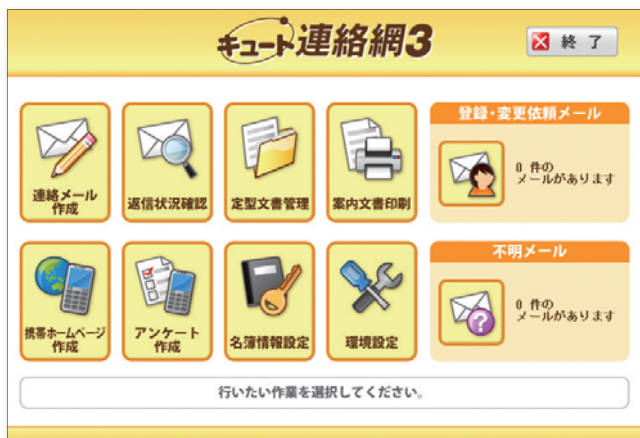 キュート連絡網3
終 了
連絡メール
作成
返信状況確認
定型文書管理
案内文書印刷
登録・変更依頼メール
0 件の
メールがあります
携帯ホームページ
作成
アンケート
作成
名簿情報設定
環境設定
不明メール
0 件の
メールがあります
行いたい作業を選択してください。